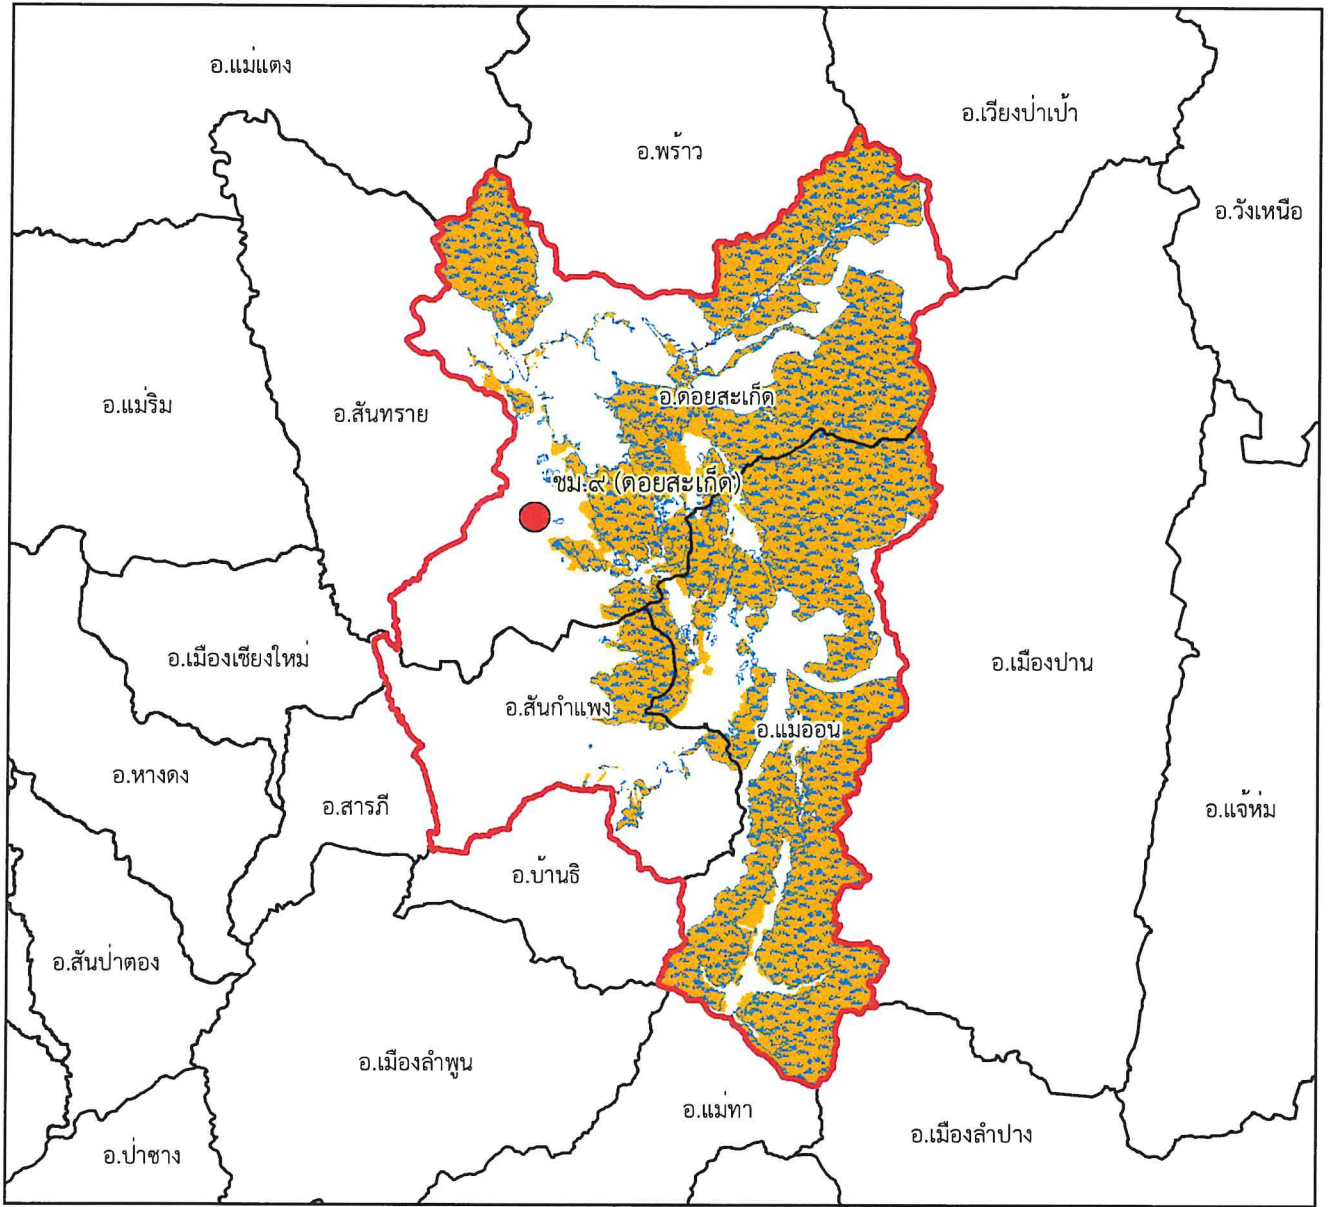 อ.แม่แตง
อ.เวียงป่าเป้า
อ.พร้าว
อ.วังเหนือ
อ.ดอยสะเก็ด
อ.แม่ริม
อ.สันทราย
ชม.๙ (ดอยสะเก็ด)
อ.เมืองเชียงใหม่
อ.เมืองปาน
อ.สันกำแพง
อ.แม่ออน
อ.หางดง
อ.สารภี
อ.แจ้ห่ม
อ.บ้านธิ
อ.สันป่าตอง
อ.เมืองลำพูน
อ.แม่ทา
อ.เมืองลำปาง
อ.ป่าซาง